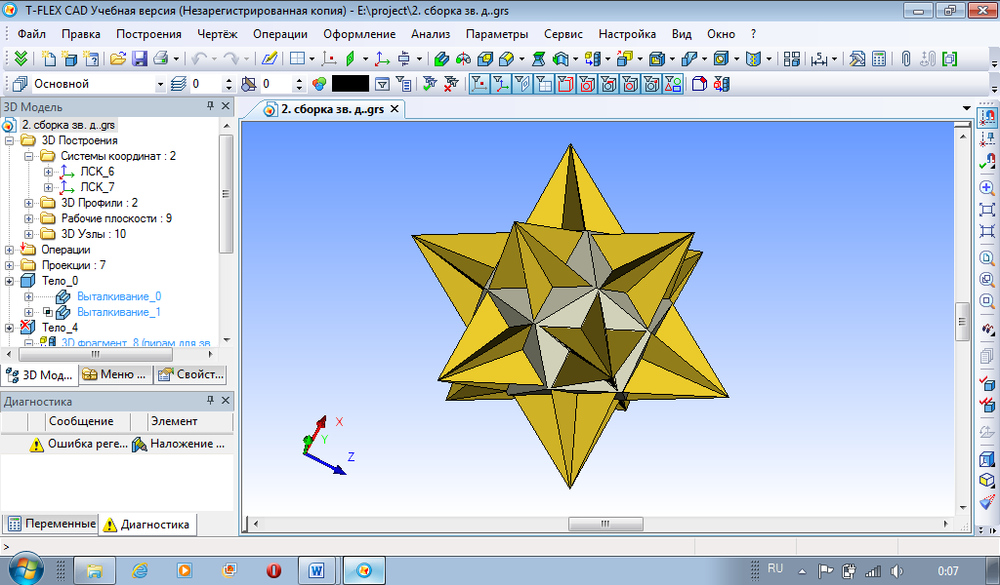 T-FLEX CAD Учебная версия (Незарегистрированная копия) - E:\project\2. сборка зв. д..grs
Файл Правка Построения Чертёж Операции Оформление Анализ Параметры Сервис Настройка Вид Окно ?
Основной 0 0
3D Модель
2. сборка зв. д..grs
2. сборка зв. д..grs
3D Построения
Системы координат : 2
ЛСК_6
ЛСК_7
3D Профили : 2
Рабочие плоскости : 9
3D Узлы : 10
Операции
Проекции : 7
Тело_0
Выталкивание_0
Выталкивание_1
Тело_4
3D фрагмент_8 (пирам для зв
3D Мод... Меню ... Свойст...
Диагностика
Сообщение Элемент
Ошибка реге... Наложение ...
X
Y
Z
Переменные Диагностика
>
RU 0:07